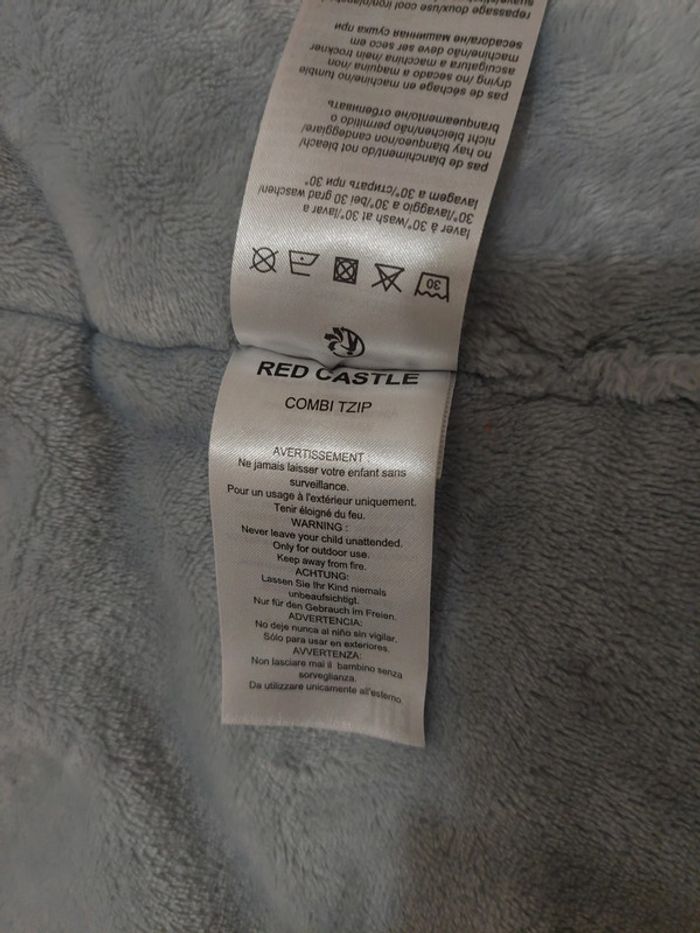 RED CASTLE
COMBI TZIP
AVERTISSEMENT :
Ne jamais laisser votre enfant sans
surveillance.
Pour un usage à l'extérieur uniquement.
Tenir éloigné du feu.
WARNING :
Never leave your child unattended.
Only for outdoor use.
Keep away from fire.
ACHTUNG:
Lassen Sie Ihr Kind niemals
unbeaufsichtigt.
Nur für den Gebrauch im Freien.
ADVERTENCIA:
No deje nunca al niño sin vigilar.
Sólo para usar en exteriores.
AVVERTENZA:
Non lasciare mai il bambino senza
sorveglianza.
Da utilizzare unicamente all'esterno.
30
laver à 30°/wash at 30°/lavar a
30°/lavaggio a 30°/bei 30 grad waschen/
lavagem a 30°/стирать при 30°
pas de blanchiment/do not bleach/
no hay blanqueo/non candeggiare/
nicht bleichen/não permitido o
branqueamento/не отбеливать
pas de séchage en machine/no tumble
drying /no secado a maquina /non
asciugatura a macchina /nein trockner
machine/não deve ser seco em
secadora/не машинная сушка при
repassage doux/use cool iron/